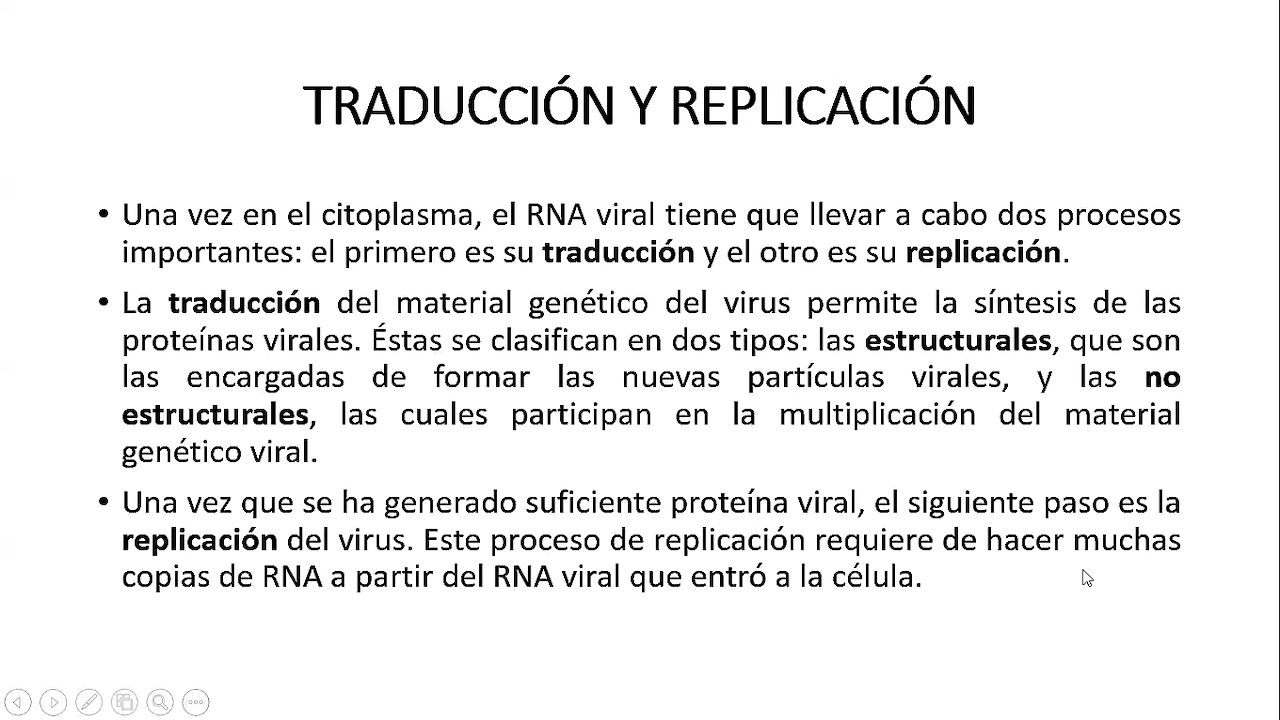 TRADUCCIÓN Y REPLICACIÓN
• Una vez en el citoplasma, el RNA viral tiene que llevar a cabo dos procesos
importantes: el primero es su traducción y el otro es su replicación.
• La traducción del material genético del virus permite la síntesis de las
proteínas virales. Éstas se clasifican en dos tipos: las estructurales, que son
las encargadas de formar las nuevas partículas virales, y las no
estructurales, las cuales participan en la multiplicación del material
genético viral.
• Una vez que se ha generado suficiente proteína viral, el siguiente paso es la
replicación del virus. Este proceso de replicación requiere de hacer muchas
copias de RNA a partir del RNA viral que entró a la célula.